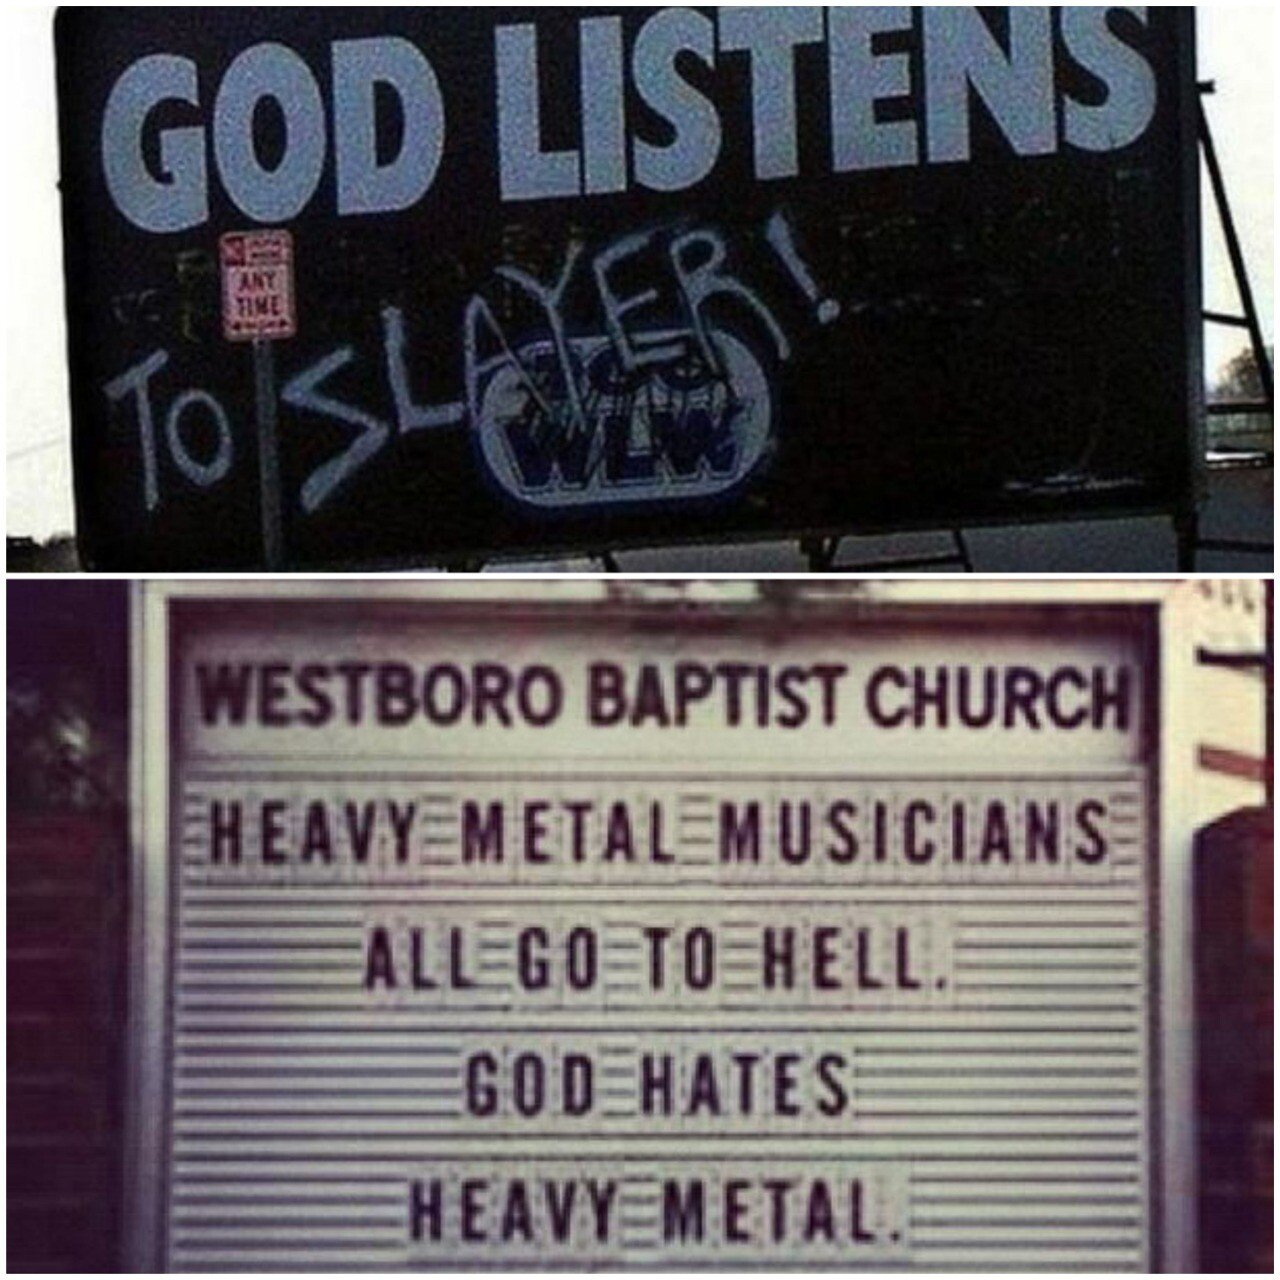 GOD LISTENS
ANY
TIME
TO SLAYER!
WLW
WESTBORO BAPTIST CHURCH
HEAVY METAL MUSICIANS
ALL GO TO HELL.
GOD HATES
HEAVY METAL.